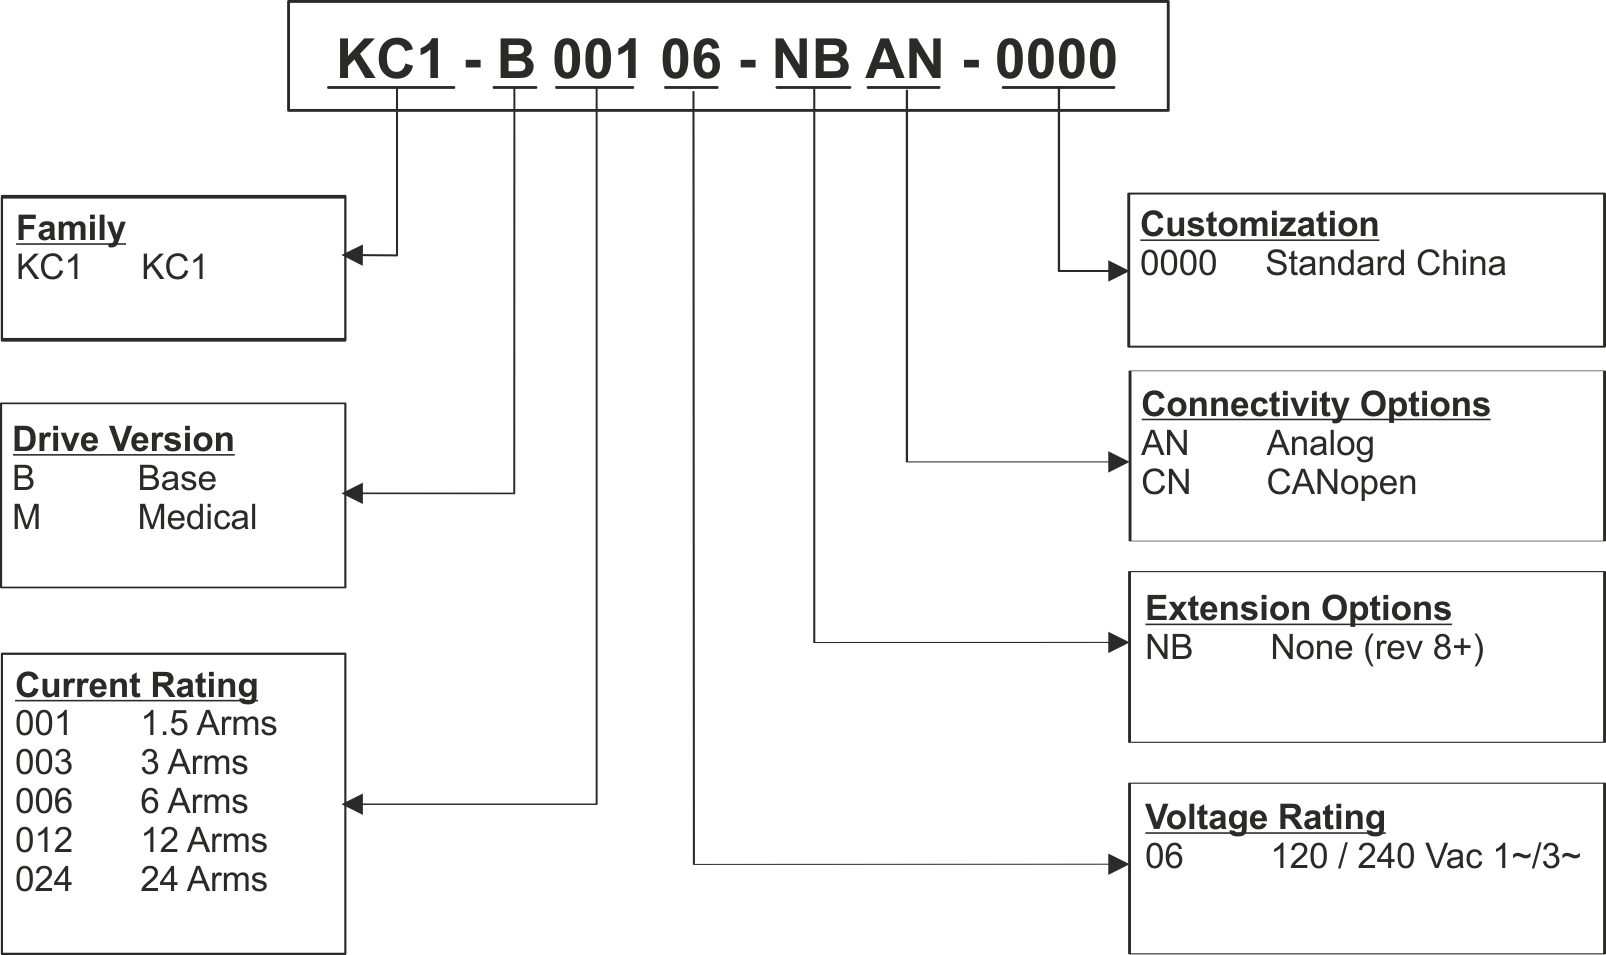 KC1 - B 001 06 - NB AN - 0000
Family
KC1 KC1
Drive Version
B Base
M Medical
Current Rating
001 1.5 Arms
003 3 Arms
006 6 Arms
012 12 Arms
024 24 Arms
Customization
0000 Standard China
Connectivity Options
AN Analog
CN CANopen
Extension Options
NB None (rev 8+)
Voltage Rating
06 120 / 240 Vac 1~/3~